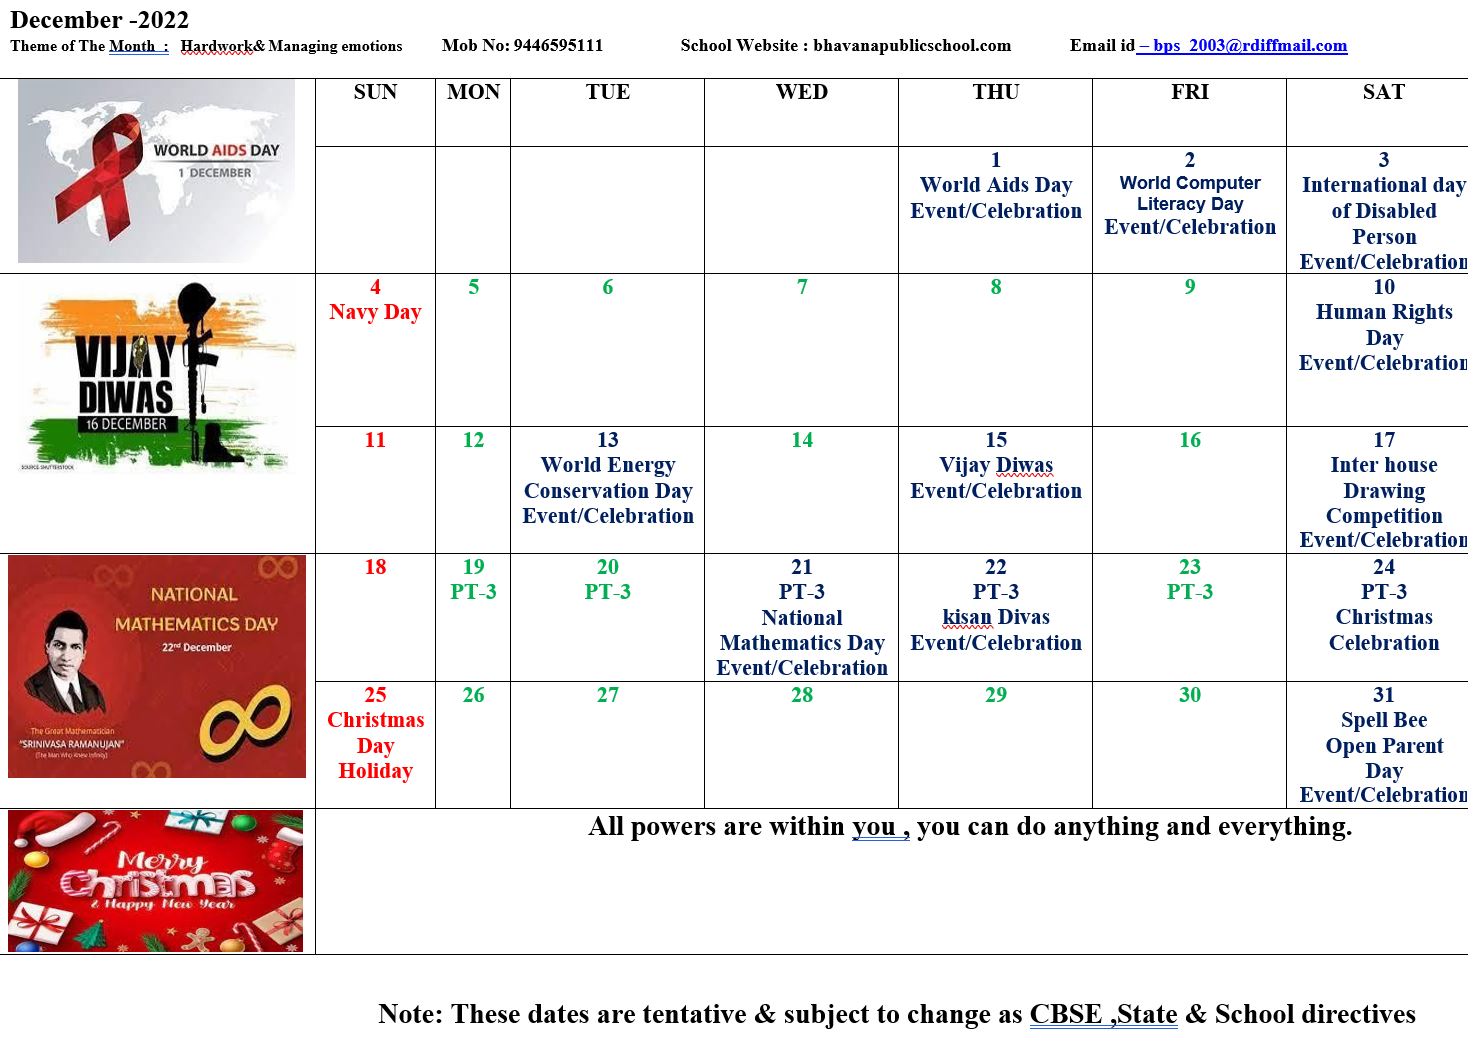 December -2022
Theme of The Month : Hardwork& Managing emotions Mob No: 9446595111 School Website : bhavanapublicschool.com Email id – bps_2003@rdiffmail.com
WORLD AIDS DAY
1 DECEMBER
SUN MON TUE WED THU FRI SAT
1
World Aids Day
Event/Celebration
2
World Computer
Literacy Day
Event/Celebration
3
International day
of Disabled
Person
Event/Celebration
VIJAY
DIWAS
16 DECEMBER
SOURCE: SHUTTERSTOCK
4
Navy Day
5
6
7
8
9
10
Human Rights
Day
Event/Celebration
11
12
13
World Energy
Conservation Day
Event/Celebration
14
15
Vijay Diwas
Event/Celebration
16
17
Inter house
Drawing
Competition
Event/Celebration
NATIONAL
MATHEMATICS DAY
22nd December
The Great Mathematician
"SRINIVASA RAMANUJAN"
(The Man Who Knew Infinity)
18
19
PT-3
20
PT-3
21
PT-3
National
Mathematics Day
Event/Celebration
22
PT-3
kisan Divas
Event/Celebration
23
PT-3
24
PT-3
Christmas
Celebration
25
Christmas
Day
Holiday
26
27
28
29
30
31
Spell Bee
Open Parent
Day
Event/Celebration
Merry
Christmas
& Happy New Year
All powers are within you , you can do anything and everything.
Note: These dates are tentative & subject to change as CBSE ,State & School directives